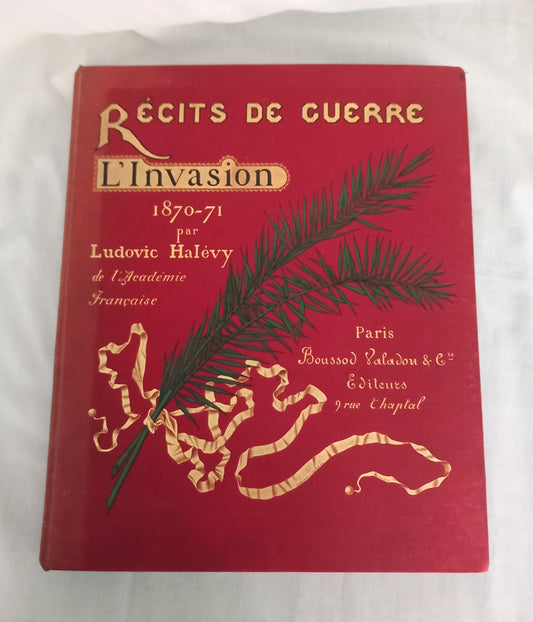 RÉCITS DE GUERRE
L'INVASION
1870-71
par
Ludovic Halévy
de l'Académie
Française
Paris
Boussod Valadon & Cie
Editeurs
9 rue Chaptal